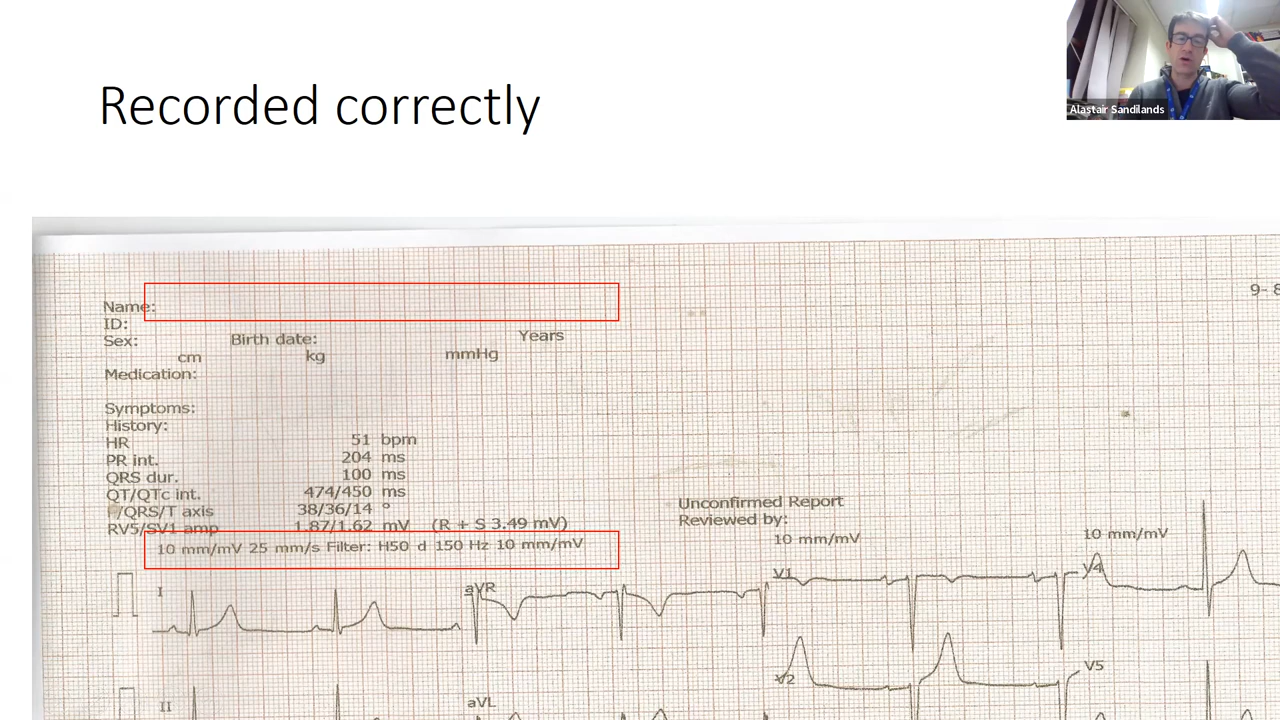 Recorded correctly
Alastair Sandilands
9- 8
Name:
ID:
Sex: Birth date: Years
cm kg mmHg
Medication:
Symptoms:
History:
HR 51 bpm
PR int. 204 ms
QRS dur. 100 ms
QT/QTc int. 474/450 ms
P/QRS/T axis 38/36/14 °
RV5/SV1 amp 1.87/1.62 mV (R + S 3.49 mV)
10 mm/mV 25 mm/s Filter: H50 d 150 Hz 10 mm/mV
Unconfirmed Report
Reviewed by:
10 mm/mV 10 mm/mV
I aVR V1 V4
V2 V5
II aVL